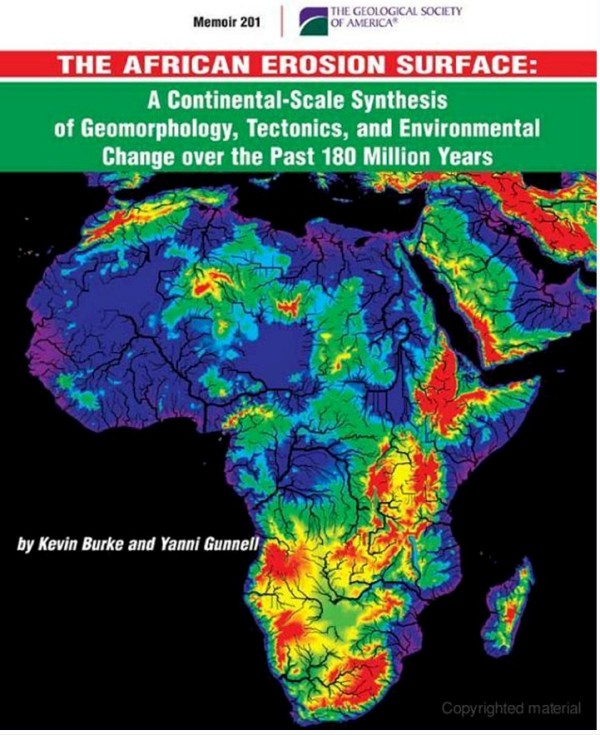 Memoir 201
THE GEOLOGICAL SOCIETY
OF AMERICA®
THE AFRICAN EROSION SURFACE:
A Continental-Scale Synthesis
of Geomorphology, Tectonics, and Environmental
Change over the Past 180 Million Years
by Kevin Burke and Yanni Gunnell
Copyrighted material